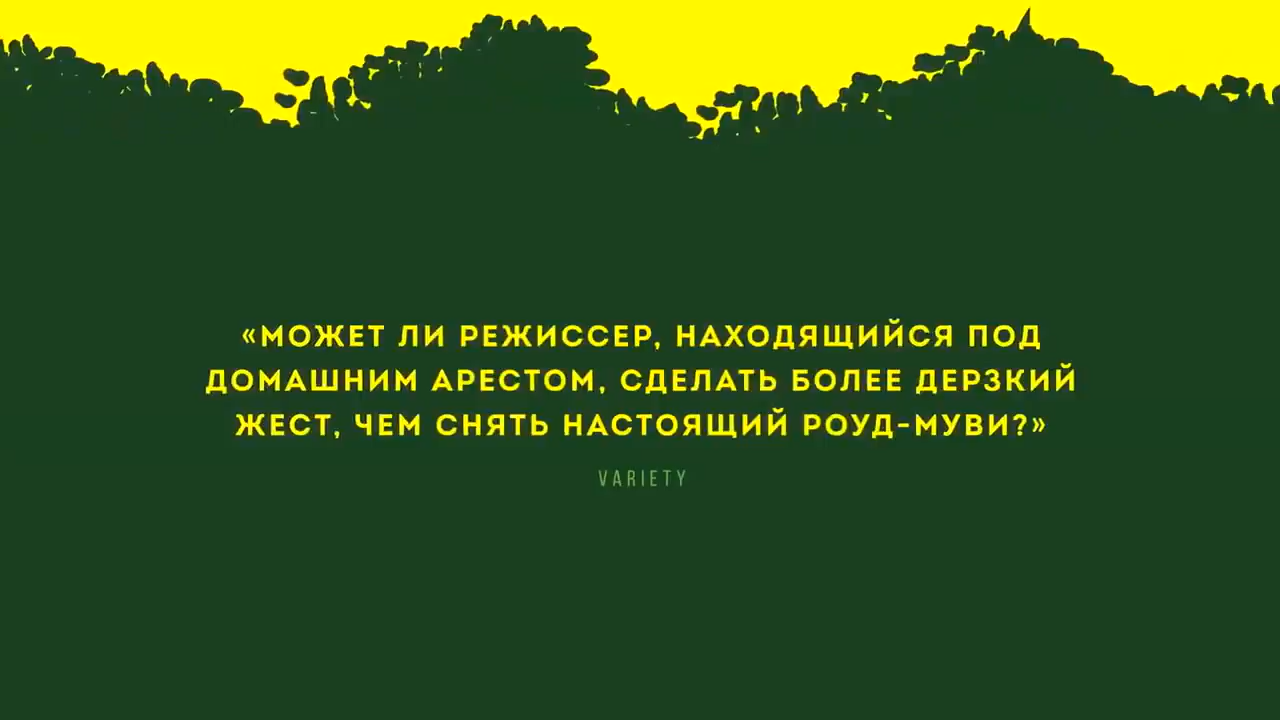 «МОЖЕТ ЛИ РЕЖИССЕР, НАХОДЯЩИЙСЯ ПОД
ДОМАШНИМ АРЕСТОМ, СДЕЛАТЬ БОЛЕЕ ДЕРЗКИЙ
ЖЕСТ, ЧЕМ СНЯТЬ НАСТОЯЩИЙ РОУД-МУВИ?»
VARIETY